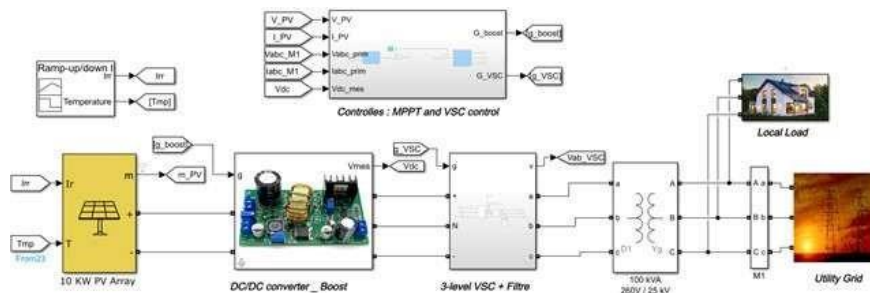 V_PV
I_PV
Vabc_M1
Iabc_M1
Vdc
V_PV
I_PV
Vabc_prim
Iabc_prim
Vdc_mes
G_boost
G_VSC
[g_boost]
[g_VSC]
Controlles : MPPT and VSC control
Ramp-up/down I
Irr
Temperature
Irr
[Tmp]
Irr
Tmp
From23
Ir
T
m
+
-
m_PV
10 KW PV Array
[g_boost]
g
Vmes
Vdc
+
N
-
DC/DC converter _ Boost
g_VSC
g
+
N
-
v
a
b
c
Vab_VSC
3-level VSC + Filtre
a
b
c
A
B
C
D1
100 kVA
260V / 25 kV
Local Load
A a
B b
C c
M1
Utility Grid